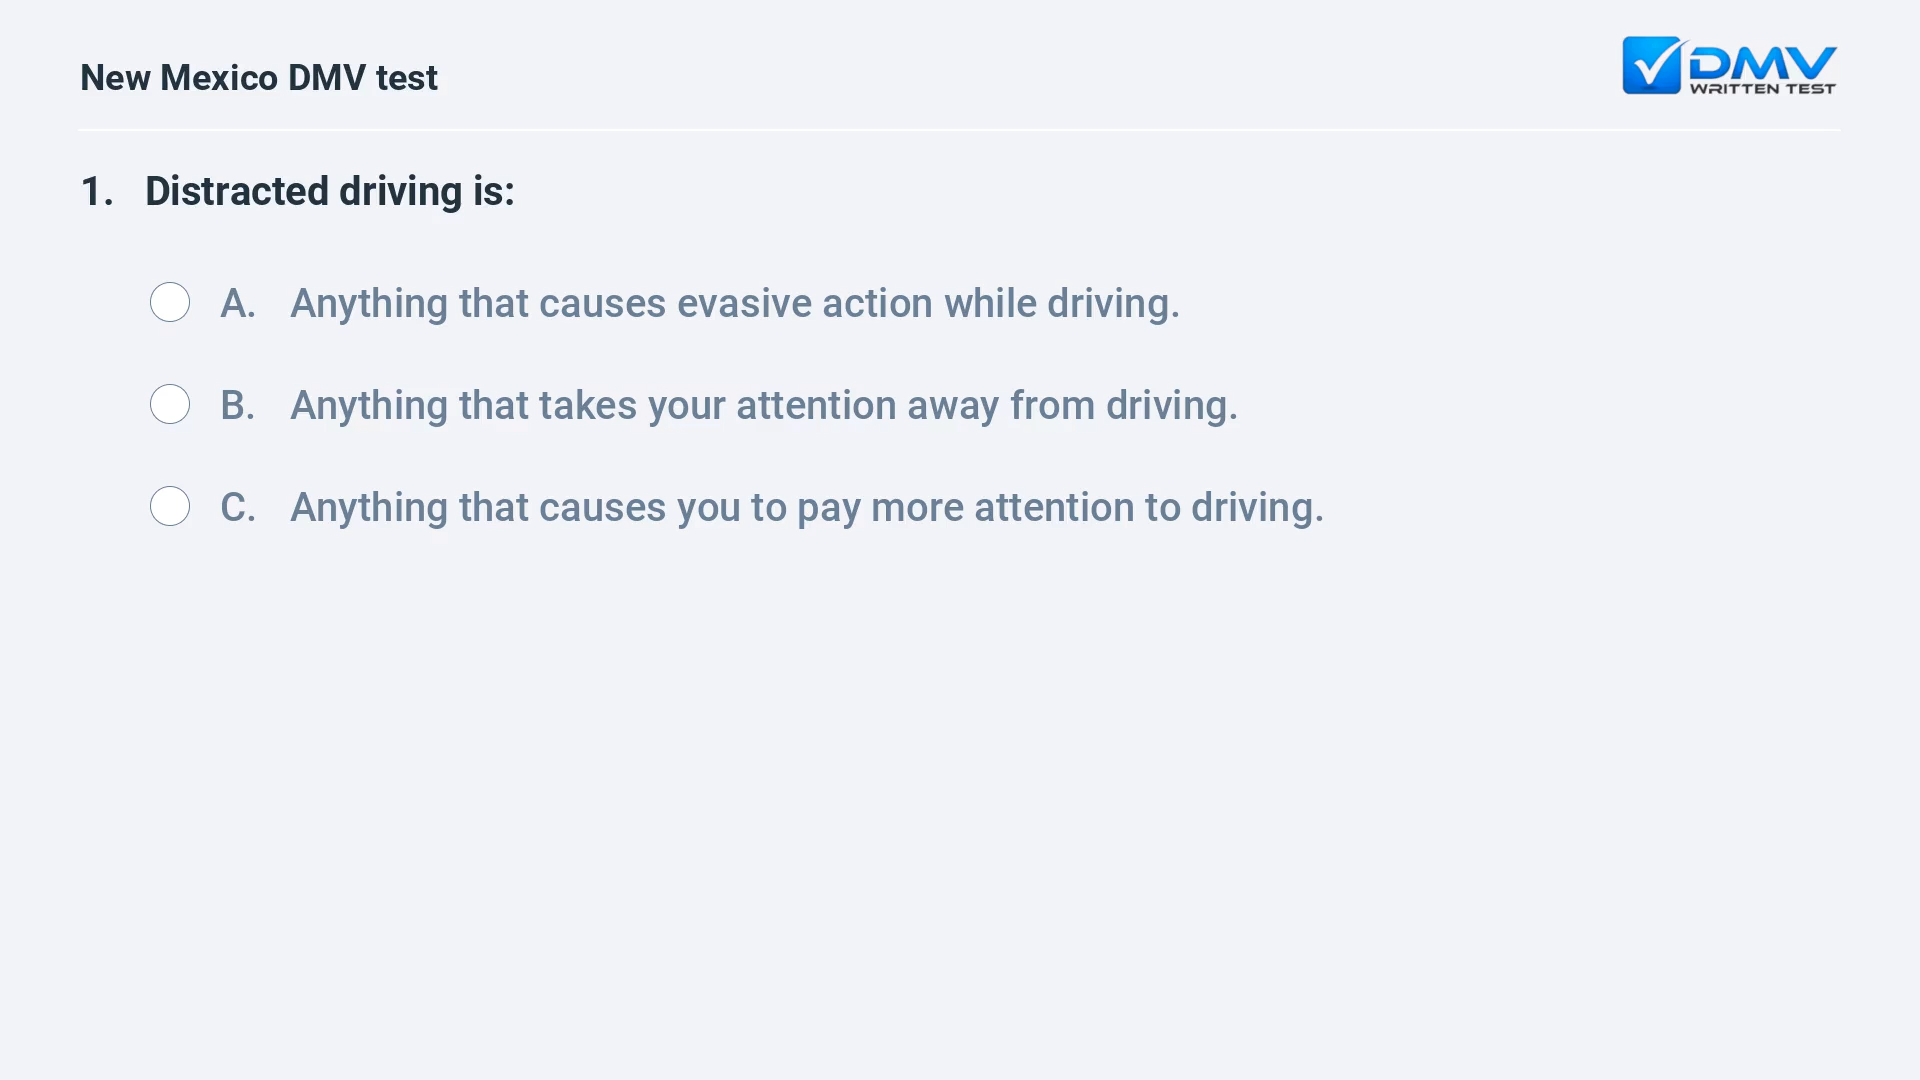 New Mexico DMV test
DMV
WRITTEN TEST
1. Distracted driving is:
A. Anything that causes evasive action while driving.
B. Anything that takes your attention away from driving.
C. Anything that causes you to pay more attention to driving.